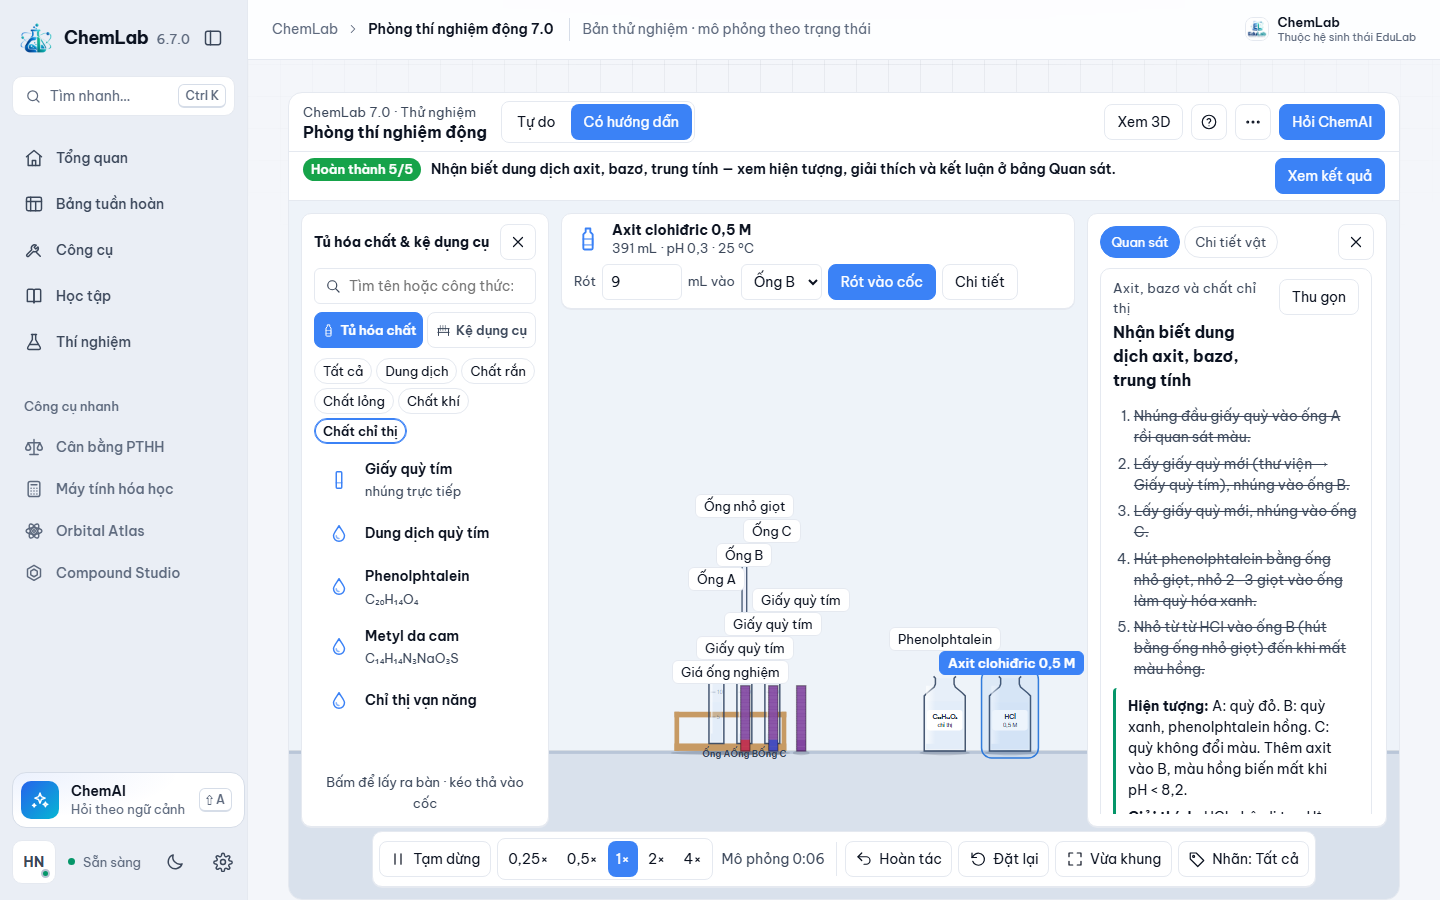 ChemLab 6.7.0
Tìm nhanh... Ctrl K
Tổng quan
Bảng tuần hoàn
Công cụ
Học tập
Thí nghiệm
Công cụ nhanh
Cân bằng PTHH
Máy tính hóa học
Orbital Atlas
Compound Studio
ChemAI
Hỏi theo ngữ cảnh
⇧A
HN
Sẵn sàng
ChemLab > Phòng thí nghiệm động 7.0
Bản thử nghiệm · mô phỏng theo trạng thái
ChemLab
Thuộc hệ sinh thái EduLab
ChemLab 7.0 · Thử nghiệm
Phòng thí nghiệm động
Tự do
Có hướng dẫn
Xem 3D
Hỏi ChemAI
Hoàn thành 5/5
Nhận biết dung dịch axit, bazơ, trung tính — xem hiện tượng, giải thích và kết luận ở bảng Quan sát.
Xem kết quả
Tủ hóa chất & kệ dụng cụ
Tìm tên hoặc công thức:
Tủ hóa chất
Kệ dụng cụ
Tất cả
Dung dịch
Chất rắn
Chất lỏng
Chất khí
Chất chỉ thị
Giấy quỳ tím
nhúng trực tiếp
Dung dịch quỳ tím
Phenolphtalein
C₂₀H₁₄O₄
Metyl da cam
C₁₄H₁₄N₃NaO₃S
Chỉ thị vạn năng
Bấm để lấy ra bàn · kéo thả vào
cốc
Axit clohiđric 0,5 M
391 mL · pH 0,3 · 25 °C
Rót 9 mL vào Ống B
Rót vào cốc
Chi tiết
Ống nhỏ giọt
Ống C
Ống B
Ống A
Giấy quỳ tím
Giấy quỳ tím
Giấy quỳ tím
Giá ống nghiệm
Phenolphtalein
Axit clohiđric 0,5 M
C₂₀H₁₄O₄
chỉ thị
HCl
0,5 M
Ống A
Ống B
Ống C
Quan sát
Chi tiết vật
Axit, bazơ và chất chỉ
thị
Thu gọn
Nhận biết dung
dịch axit, bazơ,
trung tính
1. Nhúng đầu giấy quỳ vào ống A
rồi quan sát màu.
2. Lấy giấy quỳ mới (thư viện →
Giấy quỳ tím), nhúng vào ống B.
3. Lấy giấy quỳ mới, nhúng vào ống
C.
4. Hút phenolphtalein bằng ống
nhỏ giọt, nhỏ 2–3 giọt vào ống
làm quỳ hóa xanh.
5. Nhỏ từ từ HCl vào ống B (hút
bằng ống nhỏ giọt) đến khi mất
màu hồng.
Hiện tượng: A: quỳ đỏ. B: quỳ
xanh, phenolphtalein hồng. C:
quỳ không đổi màu. Thêm axit
vào B, màu hồng biến mất khi
pH < 8,2.
Tạm dừng
0,25×
0,5×
1×
2×
4×
Mô phỏng 0:06
Hoàn tác
Đặt lại
Vừa khung
Nhãn: Tất cả